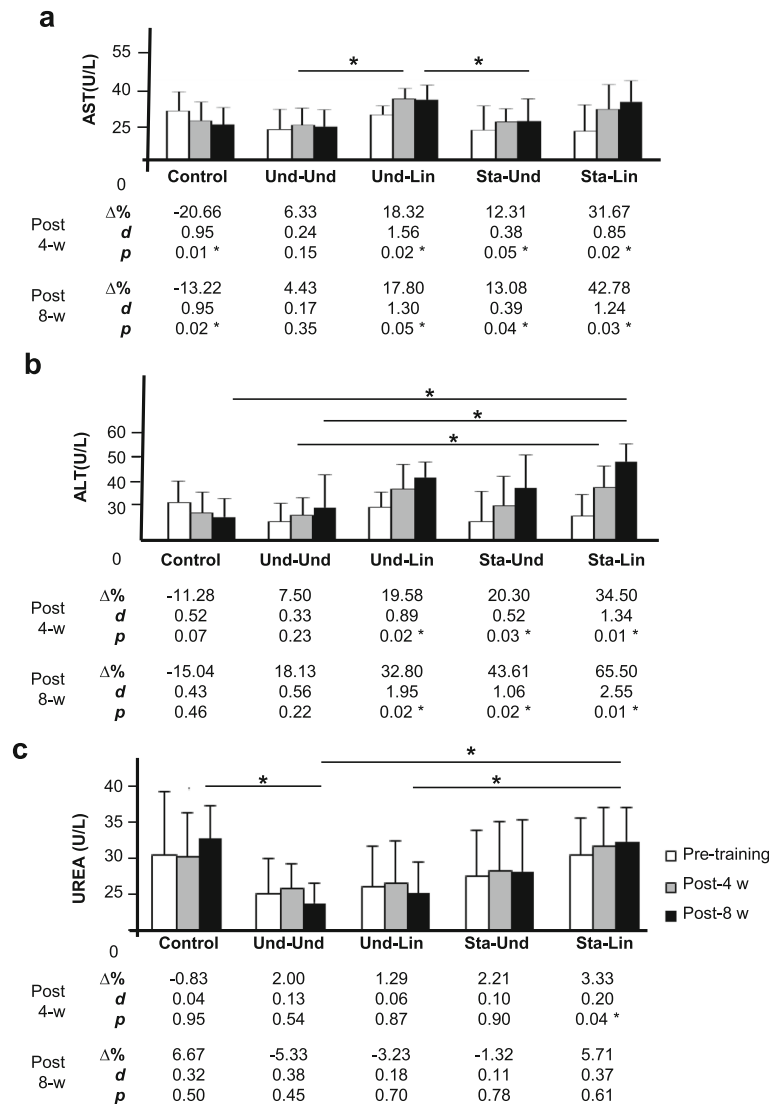 a
*
*
AST(U/L)
55
40
25
0
Control Und-Und Und-Lin Sta-Und Sta-Lin
Post 4-w
Δ% -20.66 6.33 18.32 12.31 31.67
d 0.95 0.24 1.56 0.38 0.85
p 0.01 * 0.15 0.02 * 0.05 * 0.02 *
Post 8-w
Δ% -13.22 4.43 17.80 13.08 42.78
d 0.95 0.17 1.30 0.39 1.24
p 0.02 * 0.35 0.05 * 0.04 * 0.03 *
b
*
*
*
ALT(U/L)
60
50
40
30
0
Control Und-Und Und-Lin Sta-Und Sta-Lin
Post 4-w
Δ% -11.28 7.50 19.58 20.30 34.50
d 0.52 0.33 0.89 0.52 1.34
p 0.07 0.23 0.02 * 0.03 * 0.01 *
Post 8-w
Δ% -15.04 18.13 32.80 43.61 65.50
d 0.43 0.56 1.95 1.06 2.55
p 0.46 0.22 0.02 * 0.02 * 0.01 *
c
*
*
*
UREA (U/L)
40
35
30
25
0
Control Und-Und Und-Lin Sta-Und Sta-Lin
Pre-training
Post-4 w
Post-8 w
Post 4-w
Δ% -0.83 2.00 1.29 2.21 3.33
d 0.04 0.13 0.06 0.10 0.20
p 0.95 0.54 0.87 0.90 0.04 *
Post 8-w
Δ% 6.67 -5.33 -3.23 -1.32 5.71
d 0.32 0.38 0.18 0.11 0.37
p 0.50 0.45 0.70 0.78 0.61